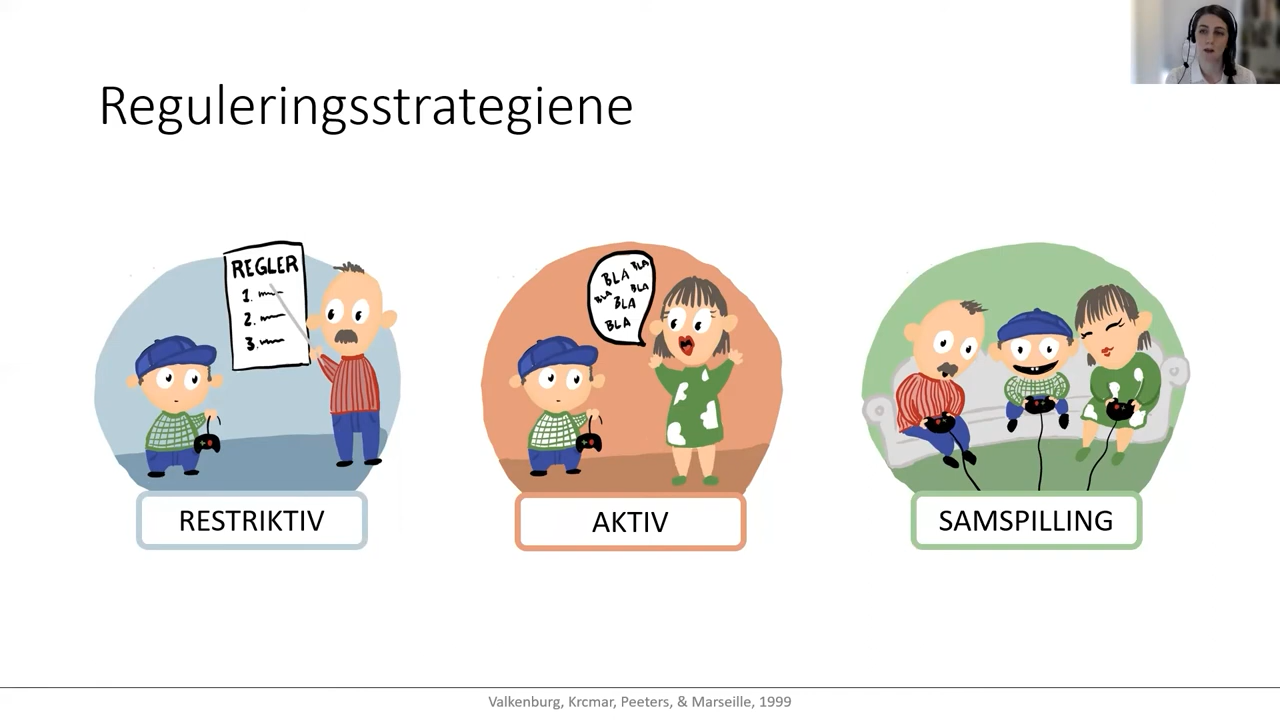 Reguleringsstrategiene
REGLER
1.
2.
3.
BLA BLA
BLA BLA
BLA
BLA
RESTRIKTIV
AKTIV
SAMSPILLING
Valkenburg, Krcmar, Peeters, & Marseille, 1999